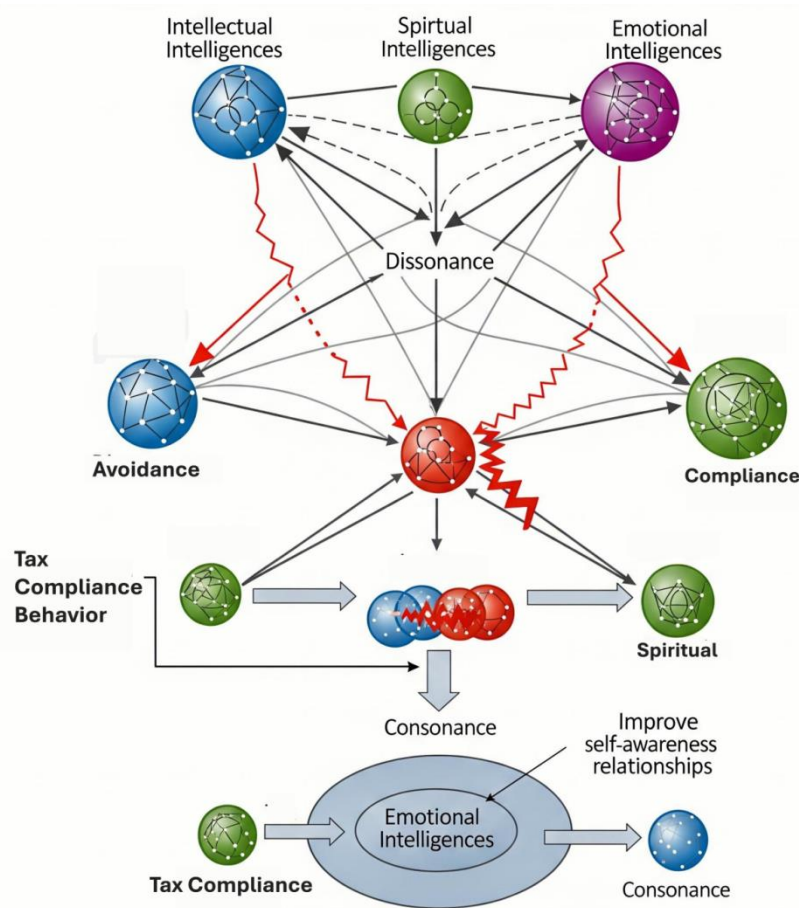 Intellectual
Intelligences
Spirtual
Intelligences
Emotional
Intelligences
Dissonance
Avoidance
Compliance
Tax
Compliance
Behavior
Spiritual
Consonance
Improve
self-awareness
relationships
Emotional
Intelligences
Tax Compliance
Consonance